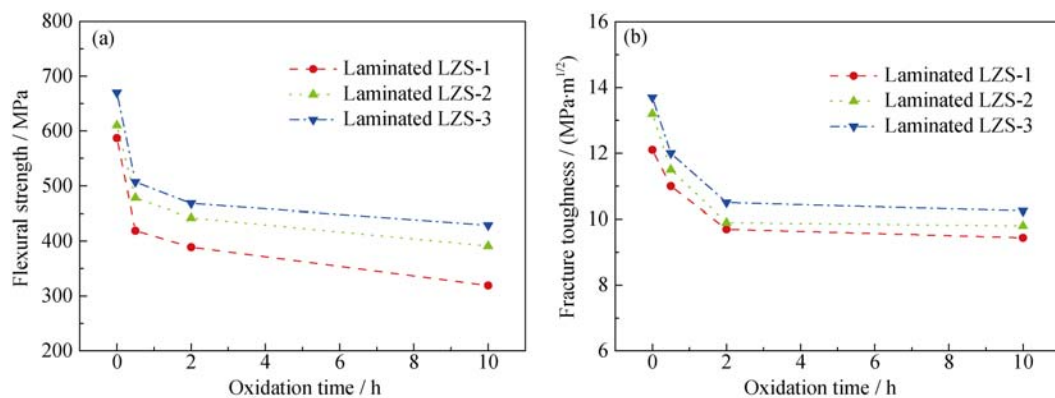 (a)
Laminated LZS-1
Laminated LZS-2
Laminated LZS-3
800
700
600
500
400
300
200
Flexural strength / MPa
0 2 4 6 8 10
Oxidation time / h
(b)
Laminated LZS-1
Laminated LZS-2
Laminated LZS-3
16
14
12
10
8
6
Fracture toughness / (MPa·m1/2)
0 2 4 6 8 10
Oxidation time / h